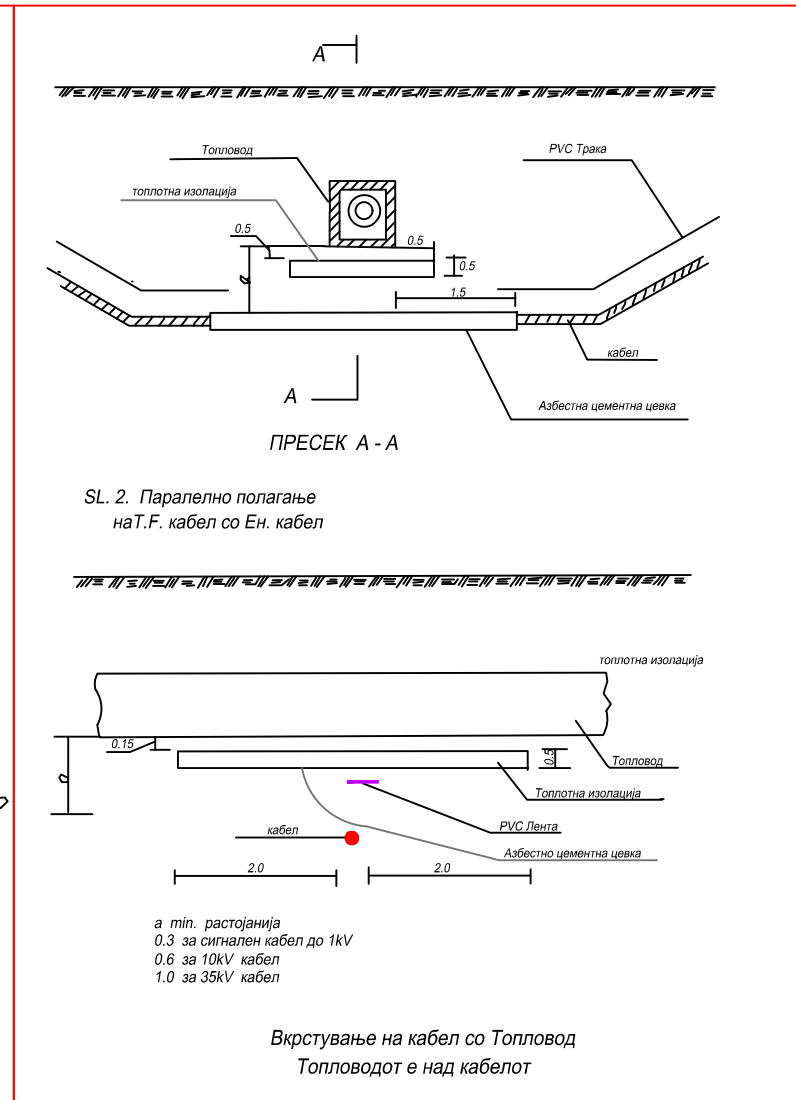 A
Топловод
PVC Трака
топлотна изолација
0.5
0.5
0.5
a
1.5
кабел
A
Азбестна цементна цевка
ПРЕСЕК А - А
SL. 2. Паралелно полагање
наT.F. кабел со Ен. кабел
топлотна изолација
0.15
0.5
Топловод
a
Топлотна изолација
PVC Лента
кабел
Азбестно цементна цевка
2.0
2.0
a min. растојанија
0.3 за сигнален кабел до 1kV
0.6 за 10kV кабел
1.0 за 35kV кабел
Вкрстување на кабел со Топловод
Топловодот е над кабелот